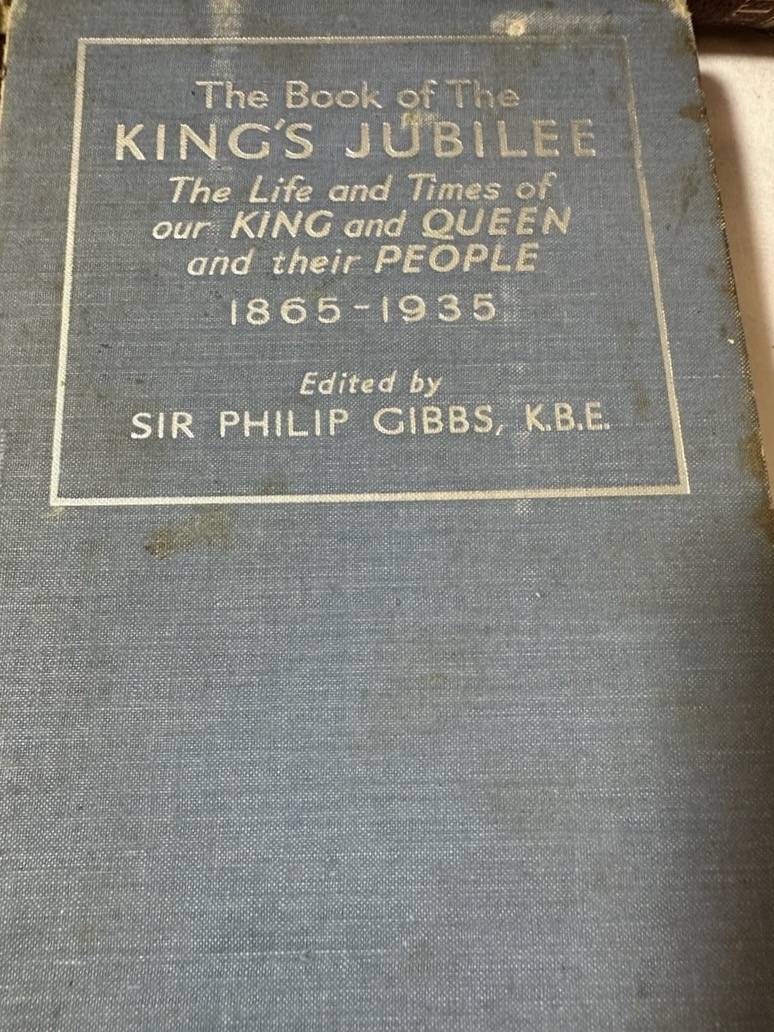 The Book of The
KING'S JUBILEE
The Life and Times of
our KING and QUEEN
and their PEOPLE
1865-1935
Edited by
SIR PHILIP GIBBS, K.B.E.